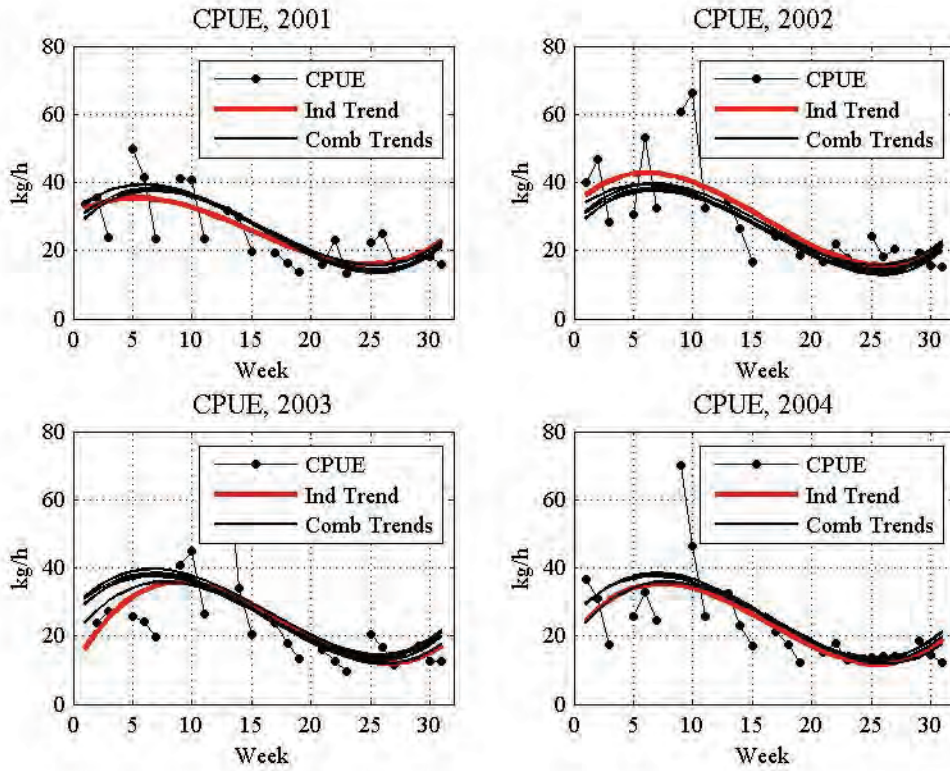 CPUE, 2001
80
60
40
20
0
kg/h
CPUE
Ind Trend
Comb Trends
0 5 10 15 20 25 30
Week
CPUE, 2002
80
60
40
20
0
kg/h
CPUE
Ind Trend
Comb Trends
0 5 10 15 20 25 30
Week
CPUE, 2003
80
60
40
20
0
kg/h
CPUE
Ind Trend
Comb Trends
0 5 10 15 20 25 30
Week
CPUE, 2004
80
60
40
20
0
kg/h
CPUE
Ind Trend
Comb Trends
0 5 10 15 20 25 30
Week